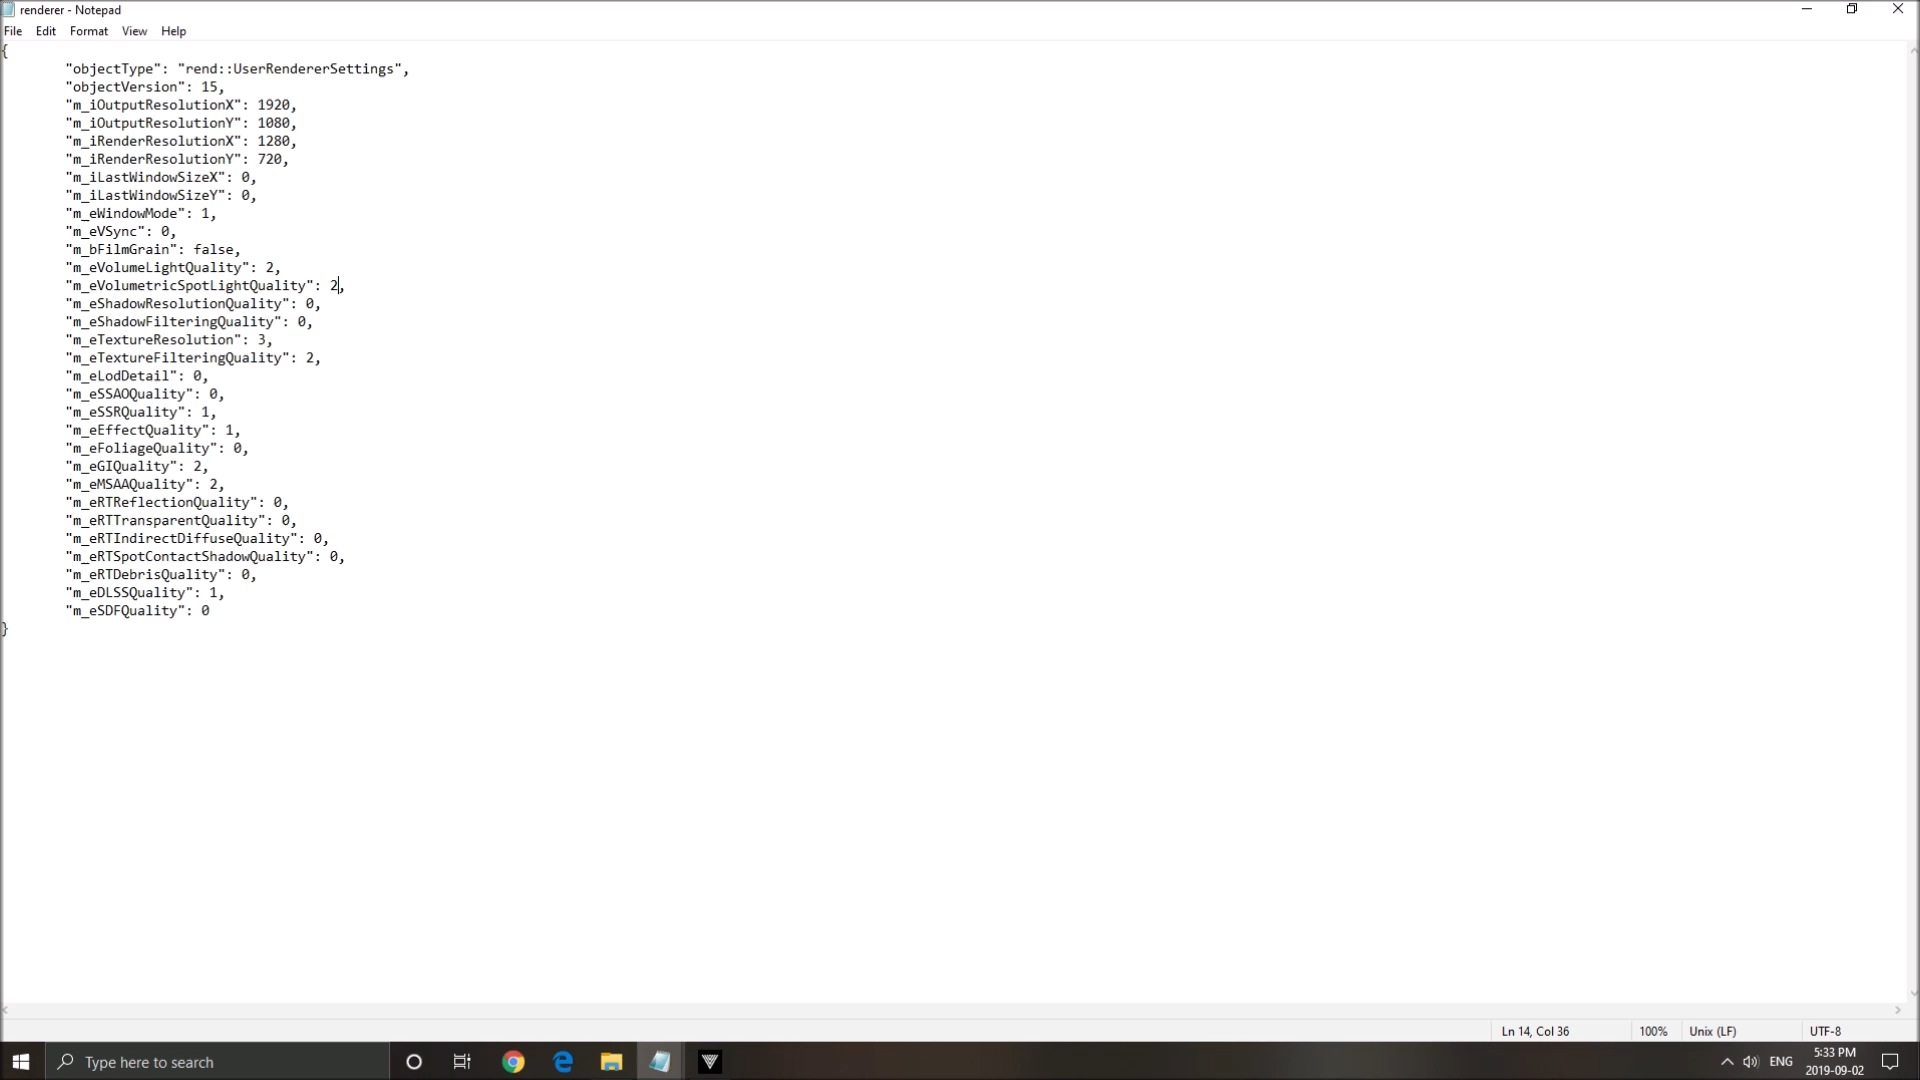 renderer - Notepad
File Edit Format View Help
{
"objectType": "rend::UserRendererSettings",
"objectVersion": 15,
"m_iOutputResolutionX": 1920,
"m_iOutputResolutionY": 1080,
"m_iRenderResolutionX": 1280,
"m_iRenderResolutionY": 720,
"m_iLastWindowSizeX": 0,
"m_iLastWindowSizeY": 0,
"m_eWindowMode": 1,
"m_eVSync": 0,
"m_bFilmGrain": false,
"m_eVolumeLightQuality": 2,
"m_eVolumetricSpotLightQuality": 2,
"m_eShadowResolutionQuality": 0,
"m_eShadowFilteringQuality": 0,
"m_eTextureResolution": 3,
"m_eTextureFilteringQuality": 2,
"m_eLodDetail": 0,
"m_eSSAOQuality": 0,
"m_eSSRQuality": 1,
"m_eEffectQuality": 1,
"m_eFoliageQuality": 0,
"m_eGIQuality": 2,
"m_eMSAAQuality": 2,
"m_eRTReflectionQuality": 0,
"m_eRTTransparentQuality": 0,
"m_eRTIndirectDiffuseQuality": 0,
"m_eRTSpotContactShadowQuality": 0,
"m_eRTDebrisQuality": 0,
"m_eDLSSQuality": 1,
"m_eSDFQuality": 0
}
Ln 14, Col 36 100% Unix (LF) UTF-8
Type here to search ENG 5:33 PM
2019-09-02